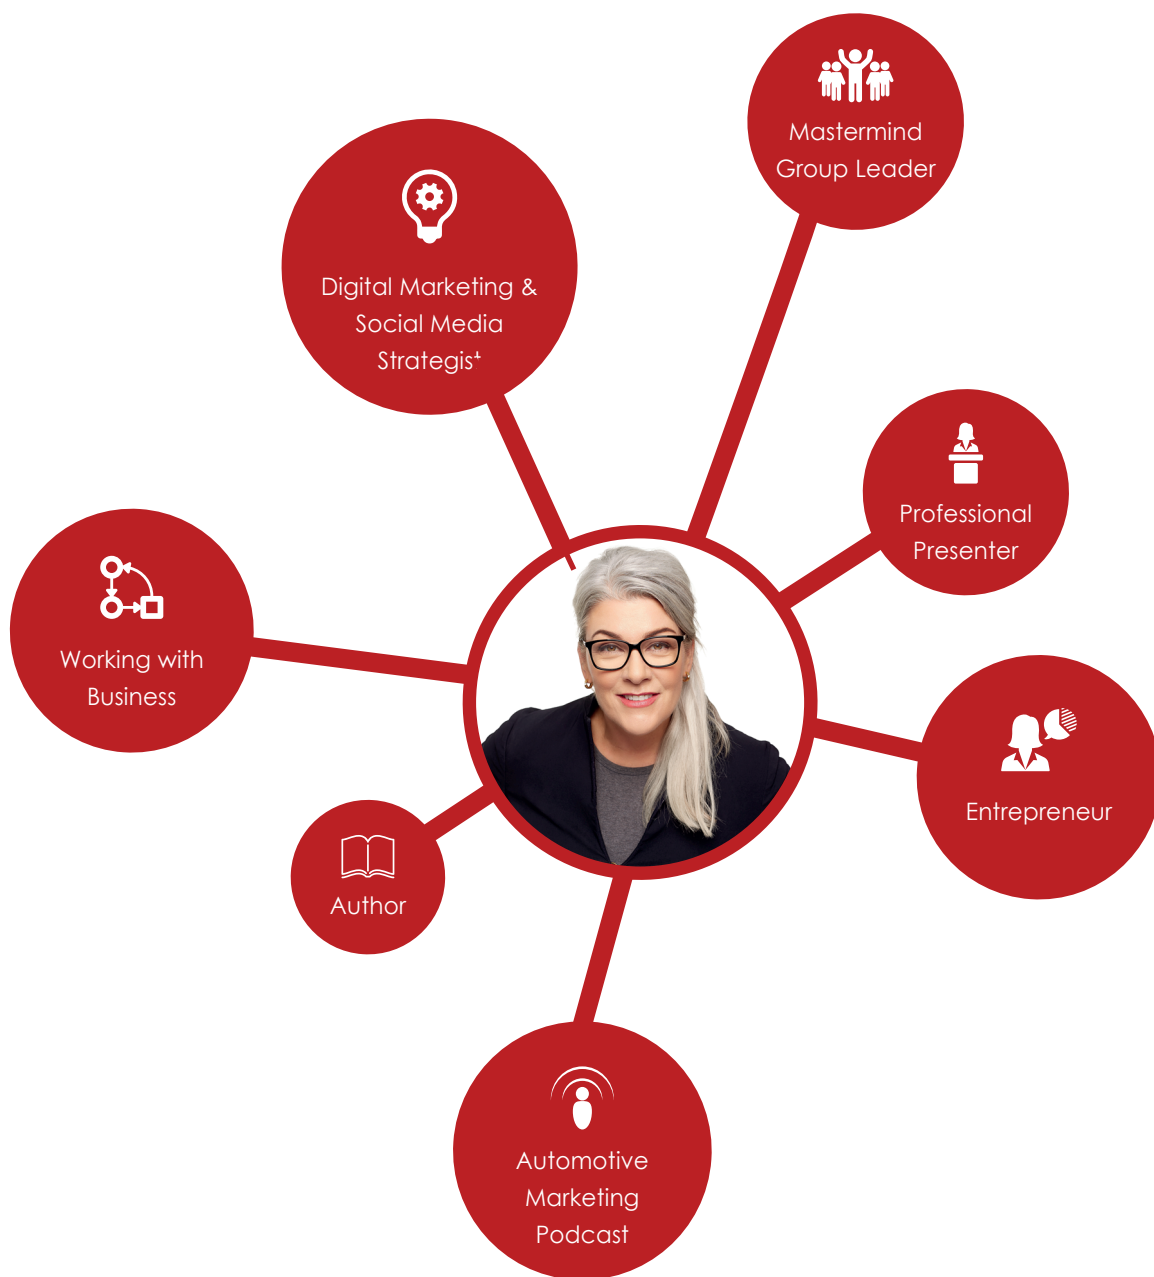 Mastermind
Group Leader
Digital Marketing &
Social Media
Strategist
Professional
Presenter
Working with
Business
Entrepreneur
Author
Automotive
Marketing
Podcast